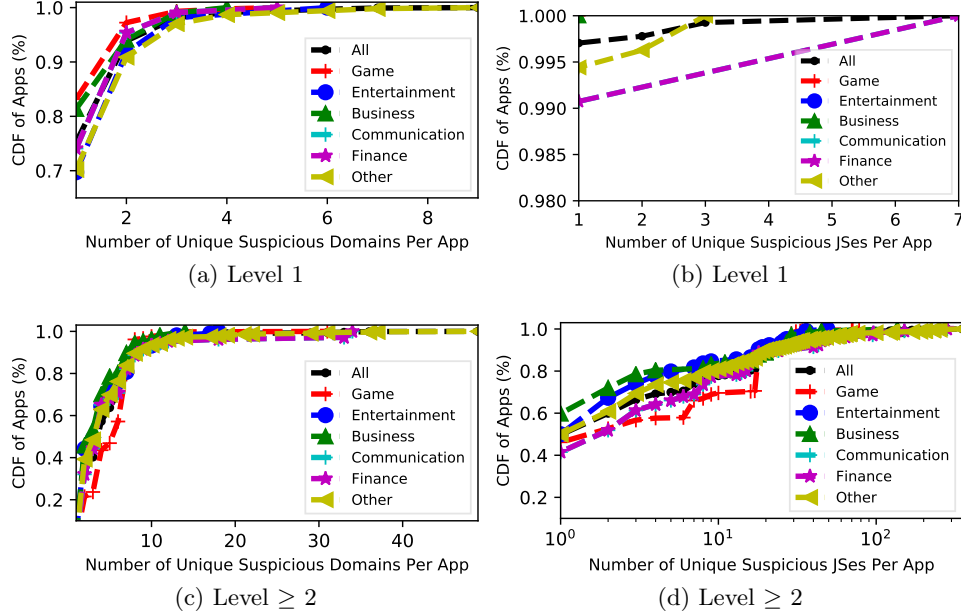 CDF of Apps (%)
1.0
0.9
0.8
0.7
2
4
6
8
Number of Unique Suspicious Domains Per App
All
Game
Entertainment
Business
Communication
Finance
Other
(a) Level 1
CDF of Apps (%)
1.000
0.995
0.990
0.985
0.980
1
2
3
4
5
6
7
Number of Unique Suspicious JSes Per App
All
Game
Entertainment
Business
Communication
Finance
Other
(b) Level 1
CDF of Apps (%)
1.0
0.8
0.6
0.4
0.2
10
20
30
40
Number of Unique Suspicious Domains Per App
All
Game
Entertainment
Business
Communication
Finance
Other
(c) Level ≥ 2
CDF of Apps (%)
1.0
0.8
0.6
0.4
0.2
10⁰
10¹
10²
Number of Unique Suspicious JSes Per App
All
Game
Entertainment
Business
Communication
Finance
Other
(d) Level ≥ 2